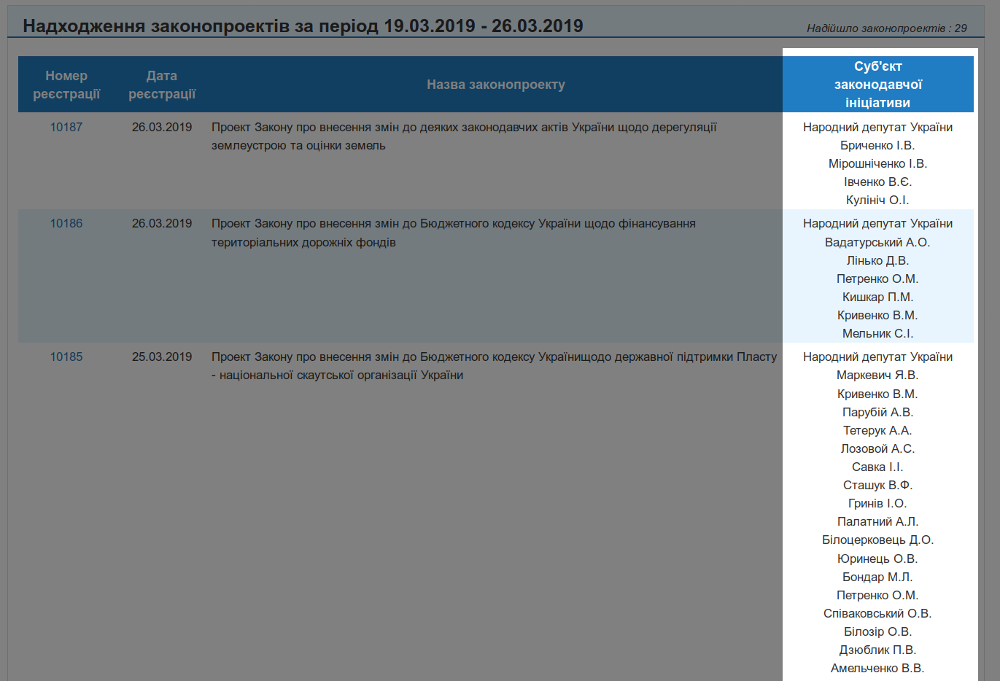 Надходження законопроектів за період 19.03.2019 - 26.03.2019
Надійшло законопроектів : 29
Номер реєстрації
Дата реєстрації
Назва законопроекту
Суб'єкт законодавчої ініціативи
10187
26.03.2019
Проект Закону про внесення змін до деяких законодавчих актів України щодо дерегуляції
землеустрою та оцінки земель
Народний депутат України
Бриченко І.В.
Мірошніченко І.В.
Івченко В.Є.
Кулініч О.І.
10186
26.03.2019
Проект Закону про внесення змін до Бюджетного кодексу України щодо фінансування
територіальних дорожніх фондів
Народний депутат України
Вадатурський А.О.
Лінько Д.В.
Петренко О.М.
Кишкар П.М.
Кривенко В.М.
Мельник С.І.
10185
25.03.2019
Проект Закону про внесення змін до Бюджетного кодексу Українищодо державної підтримки Пласту
- національної скаутської організації України
Народний депутат України
Маркевич Я.В.
Кривенко В.М.
Парубій А.В.
Тетерук А.А.
Лозовой А.С.
Савка І.І.
Сташук В.Ф.
Гринів І.О.
Палатний А.Л.
Білоцерковець Д.О.
Юринець О.В.
Бондар М.Л.
Петренко О.М.
Співаковський О.В.
Білозір О.В.
Дзюблик П.В.
Амельченко В.В.